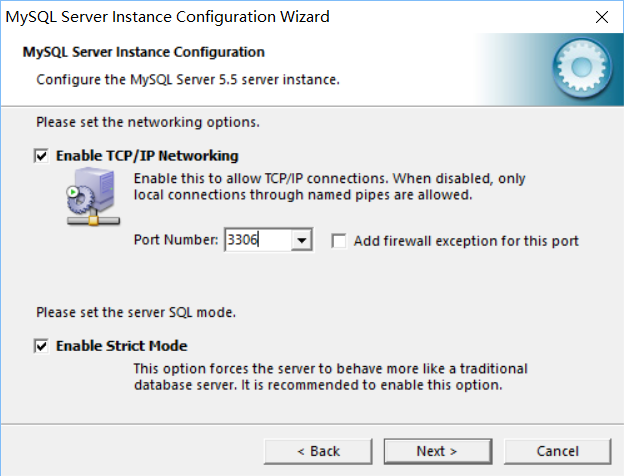 MySQL Server Instance Configuration Wizard
MySQL Server Instance Configuration
Configure the MySQL Server 5.5 server instance.
Please set the networking options.
Enable TCP/IP Networking
Enable this to allow TCP/IP connections. When disabled, only
local connections through named pipes are allowed.
Port Number: 3306 Add firewall exception for this port
Please set the server SQL mode.
Enable Strict Mode
This option forces the server to behave more like a traditional
database server. It is recommended to enable this option.
< Back Next > Cancel